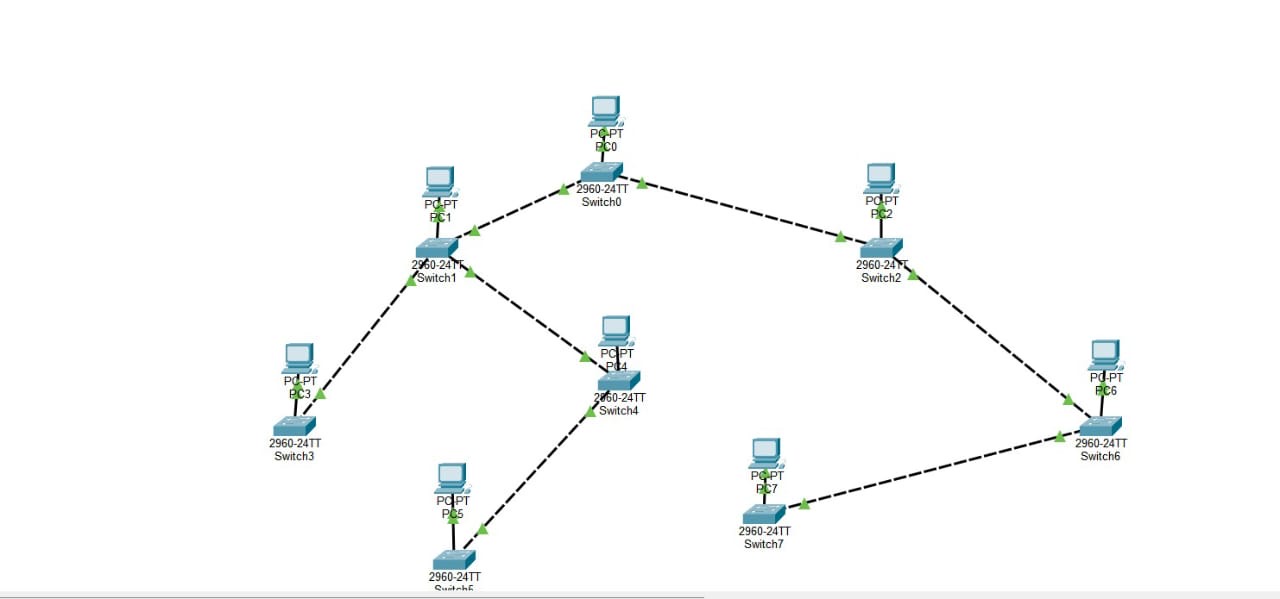 PC-PT
PC0
2960-24TT
Switch0
PC-PT
PC1
2960-24TT
Switch1
PC-PT
PC2
2960-24TT
Switch2
PC-PT
PC4
2960-24TT
Switch4
PC-PT
PC3
2960-24TT
Switch3
PC-PT
PC6
2960-24TT
Switch6
PC-PT
PC7
2960-24TT
Switch7
PC-PT
PC5
2960-24TT
Switch5